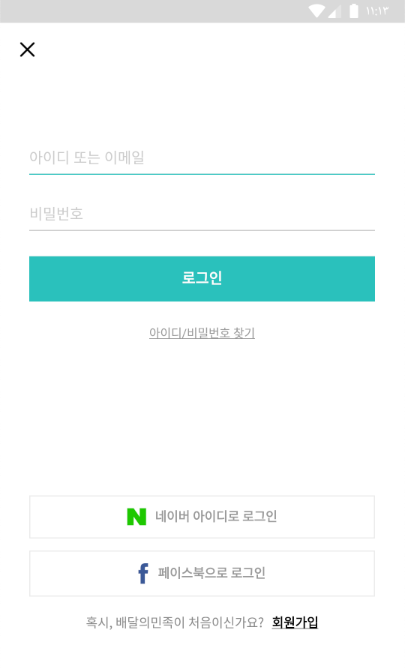 ١١:١٣
아이디 또는 이메일
비밀번호
로그인
아이디/비밀번호 찾기
네이버 아이디로 로그인
페이스북으로 로그인
혹시, 배달의민족이 처음이신가요? 회원가입